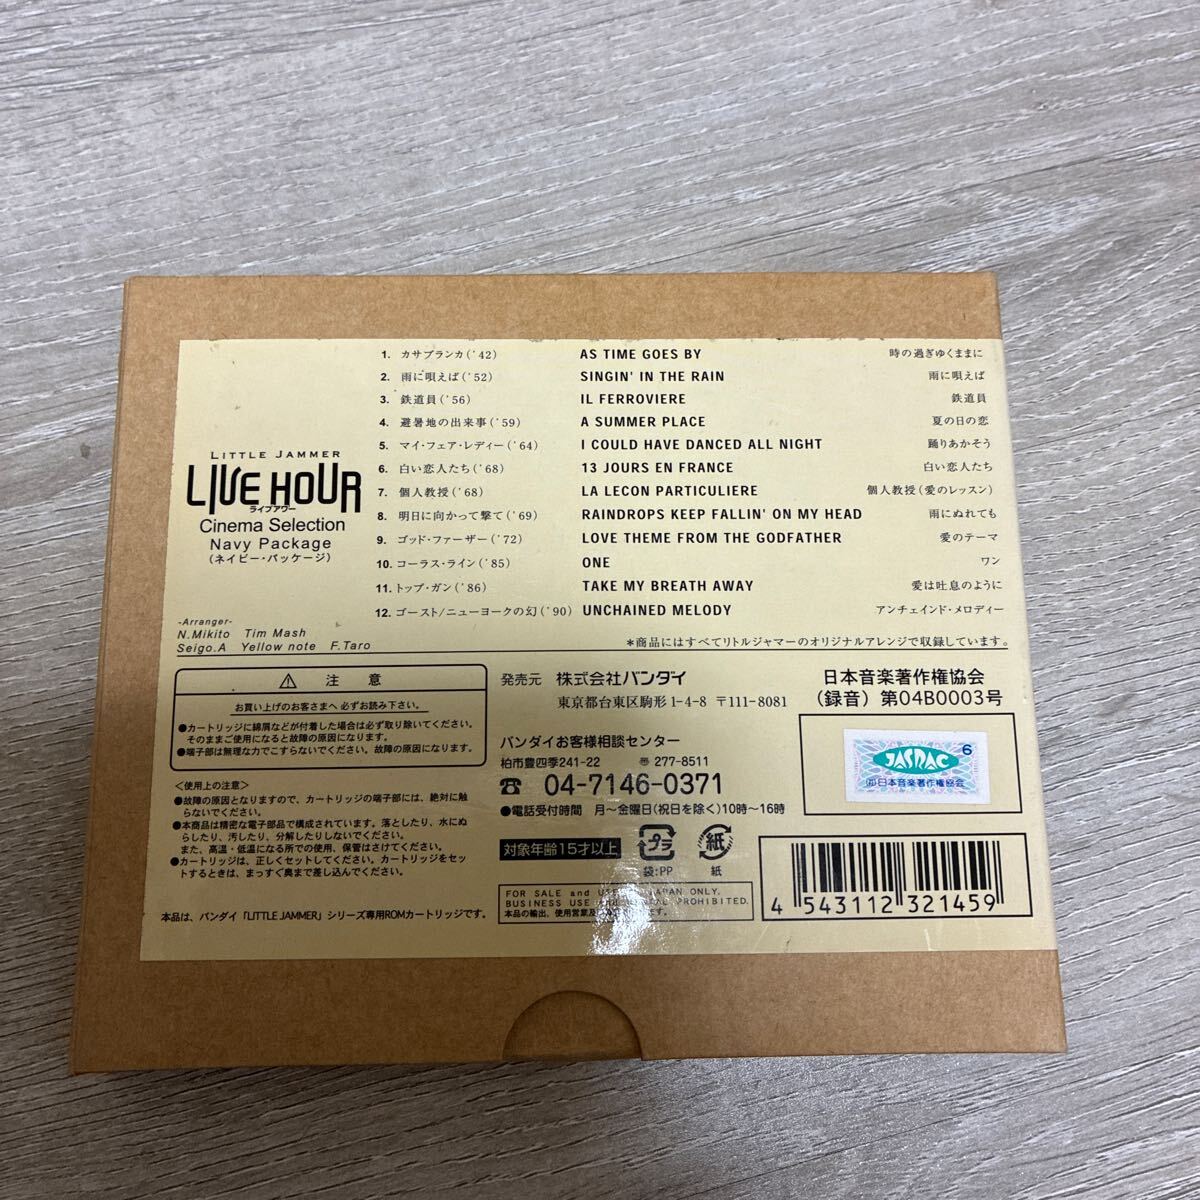 LITTLE JAMMER
LIVE HOUR
ライブアワー
Cinema Selection
Navy Package
(ネイビー・パッケージ)
-Arranger-
N.Mikito Tim Mash
Seigo.A Yellow note F.Taro
1. カサブランカ('42) AS TIME GOES BY 時の過ぎゆくままに
2. 雨に唄えば('52) SINGIN' IN THE RAIN 雨に唄えば
3. 鉄道員('56) IL FERROVIERE 鉄道員
4. 避暑地の出来事('59) A SUMMER PLACE 夏の日の恋
5. マイ・フェア・レディー('64) I COULD HAVE DANCED ALL NIGHT 踊りあかそう
6. 白い恋人たち('68) 13 JOURS EN FRANCE 白い恋人たち
7. 個人教授('68) LA LECON PARTICULIERE 個人教授(愛のレッスン)
8. 明日に向かって撃て('69) RAINDROPS KEEP FALLIN' ON MY HEAD 雨にぬれても
9. ゴッド・ファーザー('72) LOVE THEME FROM THE GODFATHER 愛のテーマ
10. コーラス・ライン('85) ONE ワン
11. トップ・ガン('86) TAKE MY BREATH AWAY 愛は吐息のように
12. ゴースト/ニューヨークの幻('90) UNCHAINED MELODY アンチェインド・メロディー
*商品にはすべてリトルジャマーのオリジナルアレンジで収録しています。
⚠ 注意
お買い上げのお客さまへ 必ずお読み下さい。
●カートリッジに綿屑などが付着した場合は必ず取り除いてください。
そのままご使用になると故障の原因になります。
●端子部は無理な力でこすらないでください。故障の原因になります。
<使用上の注意>
●故障の原因となりますので、カートリッジの端子部には、絶対に触
らないでください。
●本商品は精密な電子部品で構成されています。落としたり、水にぬ
らしたり、汚したり、分解したりしないでください。
また、高温・低温になる所での使用、保管はさけてください。
●カートリッジは、正しくセットしてください。カートリッジをセッ
トするときは、まっすぐ奥まで差し込んでください。
本品は、バンダイ「LITTLE JAMMER」シリーズ専用ROMカートリッジです。
発売元 株式会社バンダイ
東京都台東区駒形1-4-8 〒111-8081
バンダイお客様相談センター
柏市豊四季241-22 〠 277-8511
☎ 04-7146-0371
●電話受付時間 月〜金曜日(祝日を除く)10時〜16時
対象年齢15才以上
プラ
袋:PP
紙
紙
FOR SALE and USE JAPAN ONLY.
BUSINESS USE PROHIBITED.
本品の輸出、使用営業
日本音楽著作権協会
(録音)第04B0003号
6
JASRAC
(社)日本音楽著作権協会
4 543112 321459